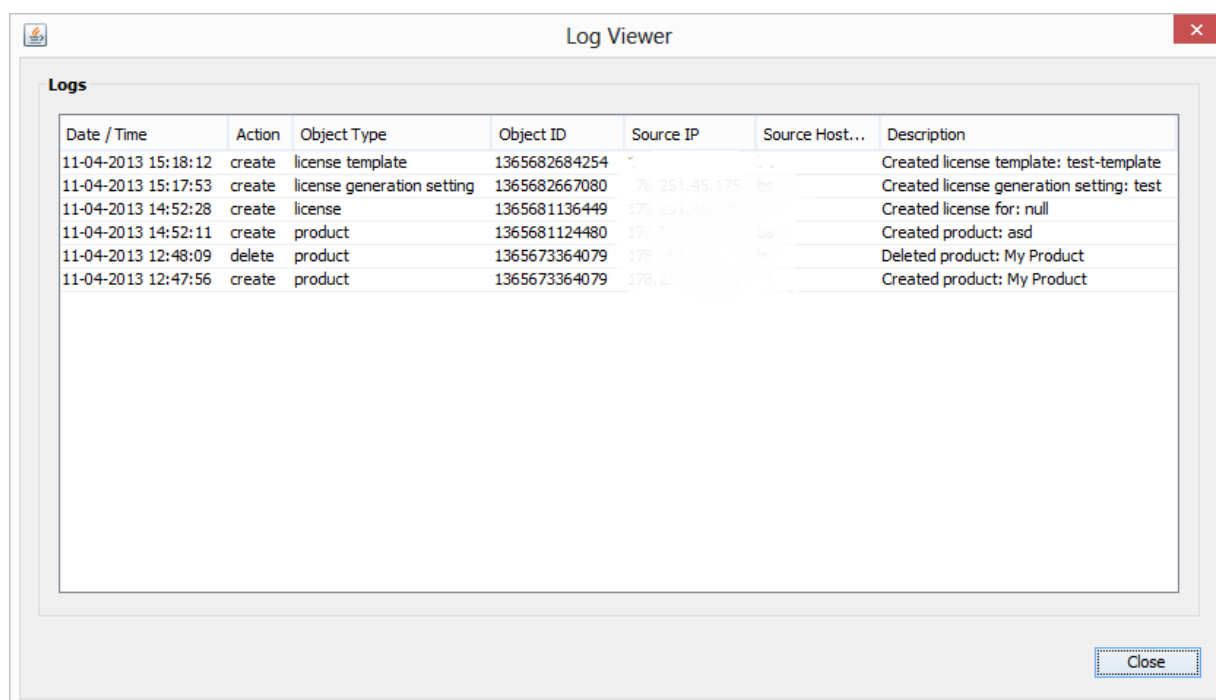 Log Viewer
Logs
Date / Time Action Object Type Object ID Source IP Source Host... Description
11-04-2013 15:18:12 create license template 1365682684254 Created license template: test-template
11-04-2013 15:17:53 create license generation setting 1365682667080 Created license generation setting: test
11-04-2013 14:52:28 create license 1365681136449 Created license for: null
11-04-2013 14:52:11 create product 1365681124480 Created product: asd
11-04-2013 12:48:09 delete product 1365673364079 Deleted product: My Product
11-04-2013 12:47:56 create product 1365673364079 Created product: My Product
Close